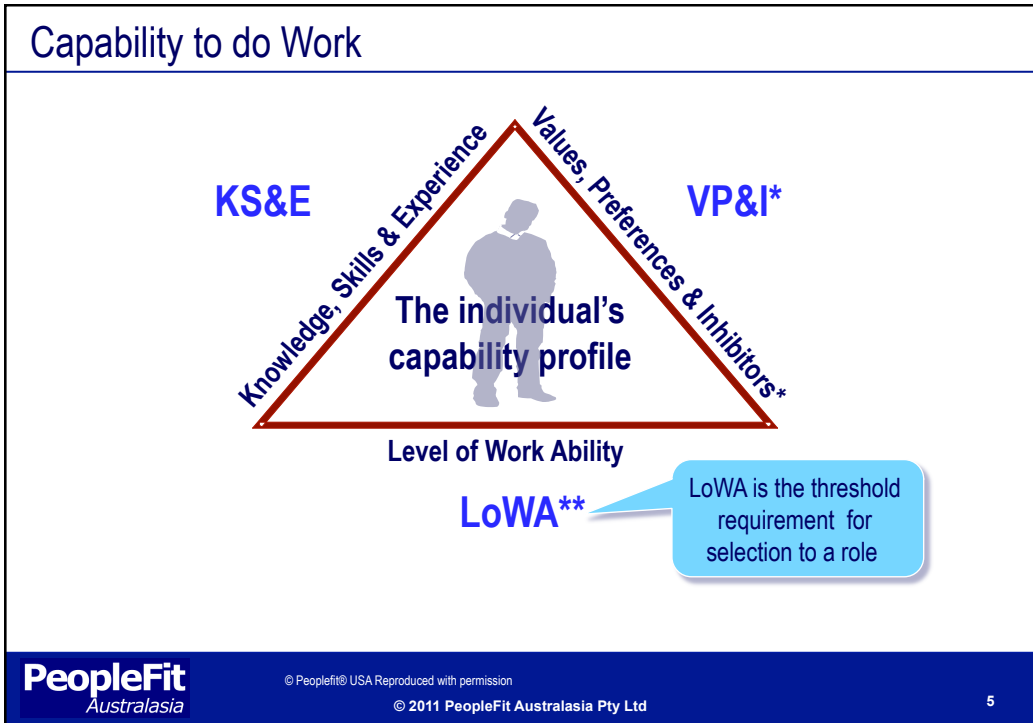 Capability to do Work
KS&E
Knowledge, Skills & Experience
Values, Preferences & Inhibitors*
VP&I*
The individual's
capability profile
Level of Work Ability
LoWA**
LoWA is the threshold
requirement for
selection to a role
PeopleFit
Australasia
© Peoplefit® USA Reproduced with permission
© 2011 PeopleFit Australasia Pty Ltd
5